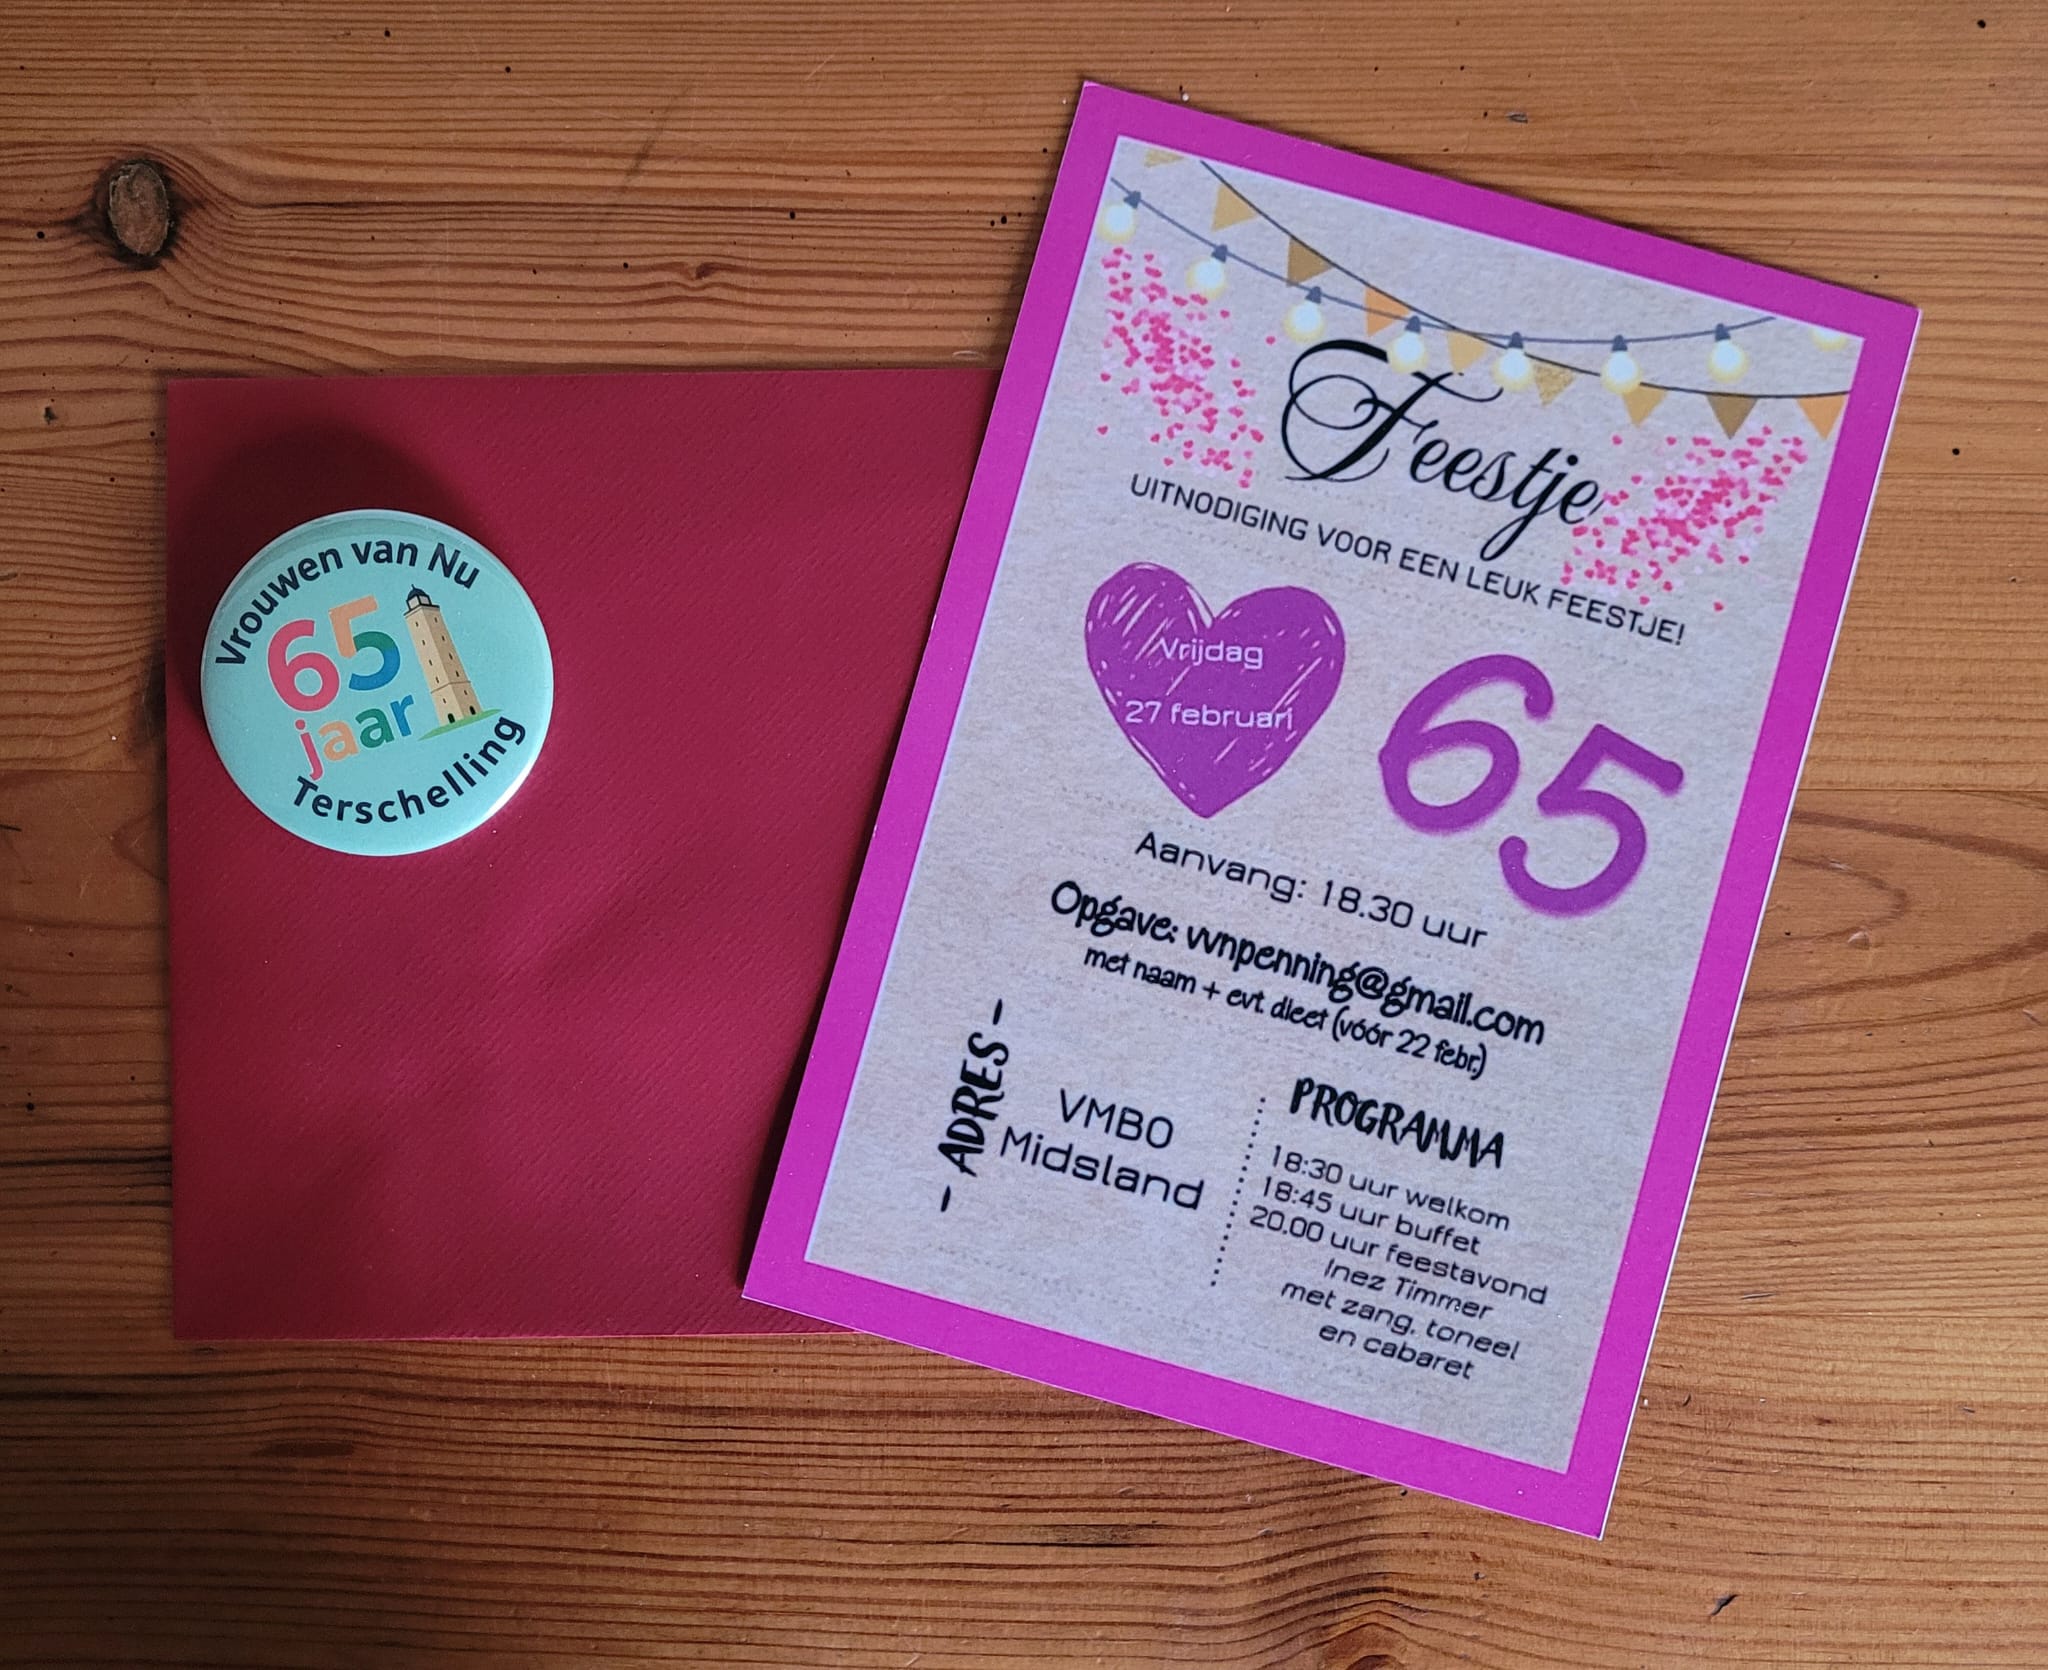 Vrouwen van Nu
65
jaar
Terschelling
Feestje
UITNODIGING VOOR EEN LEUK FEESTJE!
Vrijdag
27 februari
65
Aanvang: 18.30 uur
Opgave: vvnpenning@gmail.com
met naam + evt. dieet (vóór 22 febr.)
- ADRES -
VMBO
Midsland
PROGRAMMA
18:30 uur welkom
18:45 uur buffet
20.00 uur feestavond
Inez Timmer
met zang, toneel
en cabaret